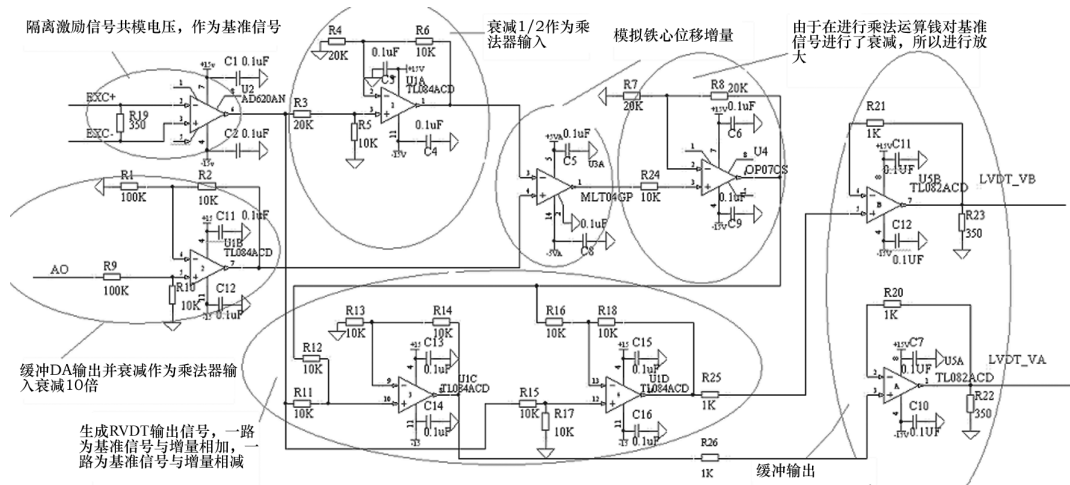 隔离激励信号共模电压，作为基准信号
衰减1/2作为乘
法器输入
模拟铁心位移增量
由于在进行乘法运算钱对基准
信号进行了衰减，所以进行放
大
EXC+
EXC-
R19
350
+15v
C1 0.1uF
U2
AD620AN
C2 0.1uF
-15v
R3
20K
R4
20K
R6
10K
0.1uF
C3
+15V
U1A
TL084ACD
R5
10K
0.1uF
C4
-15v
R1
100K
R2
10K
C11
0.1uF
U1B
TL084ACD
AO
R9
100K
R10
10K
C12
0.1uF
+5VA
0.1uF
C5
U3A
MLT04GP
0.1uF
C8
-5VA
R24
10K
R7
20K
R8
20K
0.1uF
C6
U4
OP07CS
0.1uF
C9
-15V
R21
1K
+15V
C11
0.1UF
U5B
TL082ACD
LVDT_VB
R23
350
C12
0.1UF
-15V
缓冲DA输出并衰减作为乘法器输
入衰减10倍
R12
10K
R11
10K
R13
10K
R14
10K
C13
0.1uF
U1C
TL084ACD
C14
0.1uF
R15
10K
R16
10K
R18
10K
R17
10K
C15
0.1uF
U1D
TL084ACD
C16
0.1uF
R25
1K
R26
1K
R20
1K
+15V
C7
0.1UF
U5A
TL082ACD
LVDT_VA
R22
350
C10
0.1UF
-15V
生成RVDT输出信号，一路
为基准信号与增量相加，一
路为基准信号与增量相减
缓冲输出